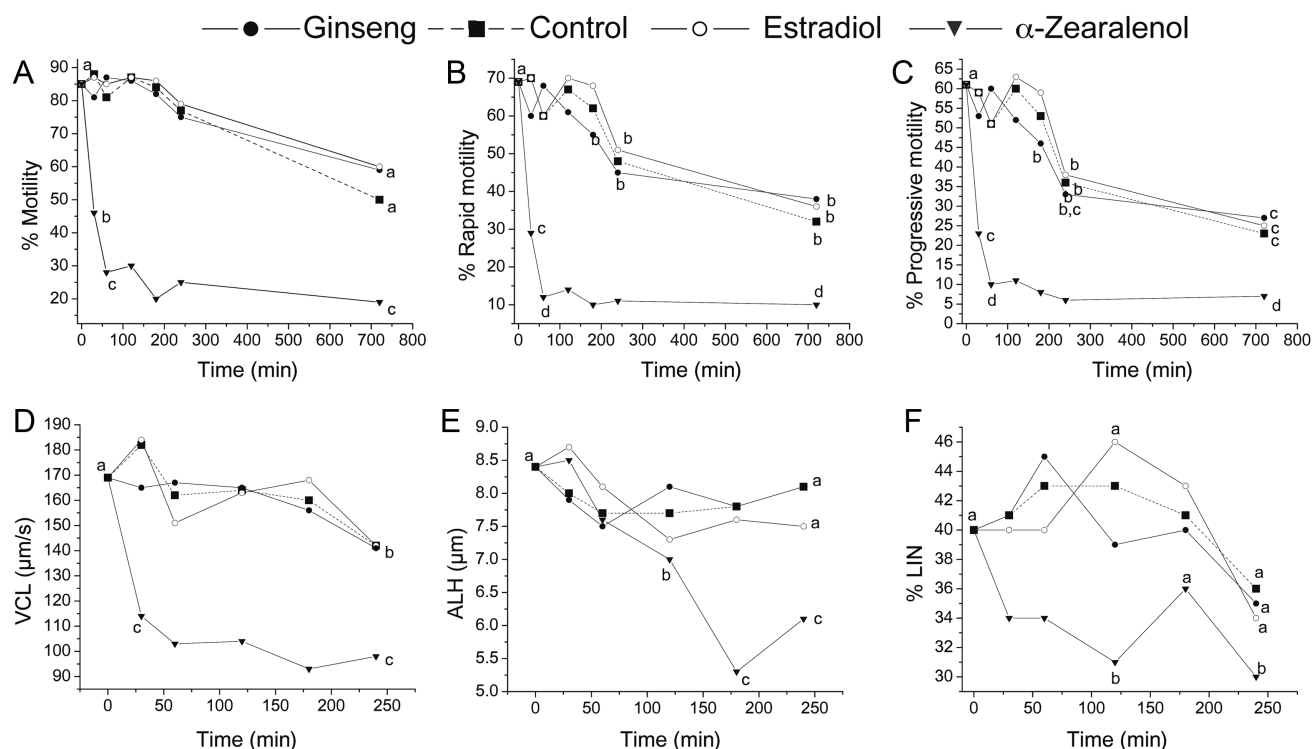 Ginseng Control Estradiol α-Zearalenol
A
90
80
70
60
50
40
30
20
% Motility
a
b
c
a
a
c
0 100 200 300 400 500 600 700 800
Time (min)
B
70
60
50
40
30
20
10
% Rapid motility
a
c
d
b
b
b
b
b
b
d
0 100 200 300 400 500 600 700 800
Time (min)
C
65
60
55
50
45
40
35
30
25
20
15
10
5
0
% Progressive motility
a
c
d
b
b
b
b
b,c
c
c
c
d
0 100 200 300 400 500 600 700 800
Time (min)
D
190
180
170
160
150
140
130
120
110
100
90
VCL (µm/s)
a
c
b
c
0 50 100 150 200 250
Time (min)
E
9.0
8.5
8.0
7.5
7.0
6.5
6.0
5.5
5.0
ALH (µm)
a
b
c
a
a
c
0 50 100 150 200 250
Time (min)
F
46
44
42
40
38
36
34
32
30
% LIN
a
a
b
a
a
a
a
b
0 50 100 150 200 250
Time (min)